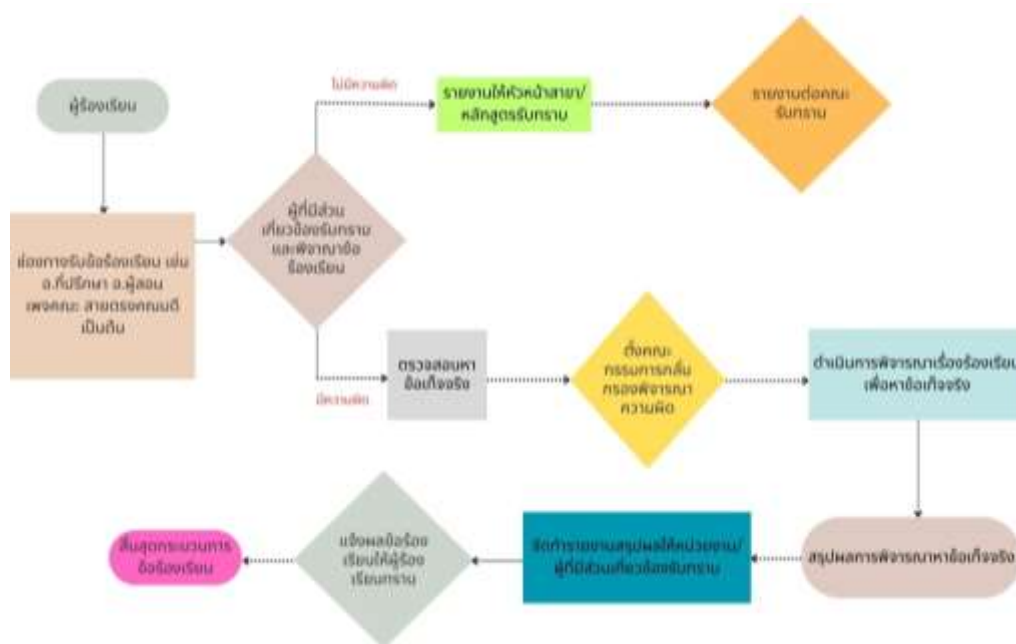 ผู้ร้องเรียน
ช่องทางรับข้อร้องเรียน เช่น
อ.ที่ปรึกษา อ.ผู้สอน
เพจคณะ สายตรงคณบดี
เป็นต้น
ผู้ที่มีส่วน
เกี่ยวข้องรับทราบ
และพิจาณาข้อ
ร้องเรียน
ไม่มีความผิด
รายงานให้หัวหน้าสาขา/
หลักสูตรรับทราบ
รายงานต่อคณะ
รับทราบ
มีความผิด
ตรวจสอบหา
ข้อเท็จจริง
ตั้งคณะ
กรรมการกลั่น
กรองพิจารณา
ความผิด
ดำเนินการพิจารณาเรื่องร้องเรียน
เพื่อหาข้อเท็จจริง
สรุปผลการพิจารณาหาข้อเท็จจริง
จัดทำรายงานสรุปผลให้หน่วยงาน/
ผู้ที่มีส่วนเกี่ยวข้องรับทราบ
แจ้งผลข้อร้อง
เรียนให้ผู้ร้อง
เรียนทราบ
สิ้นสุดกระบวนการ
ข้อร้องเรียน